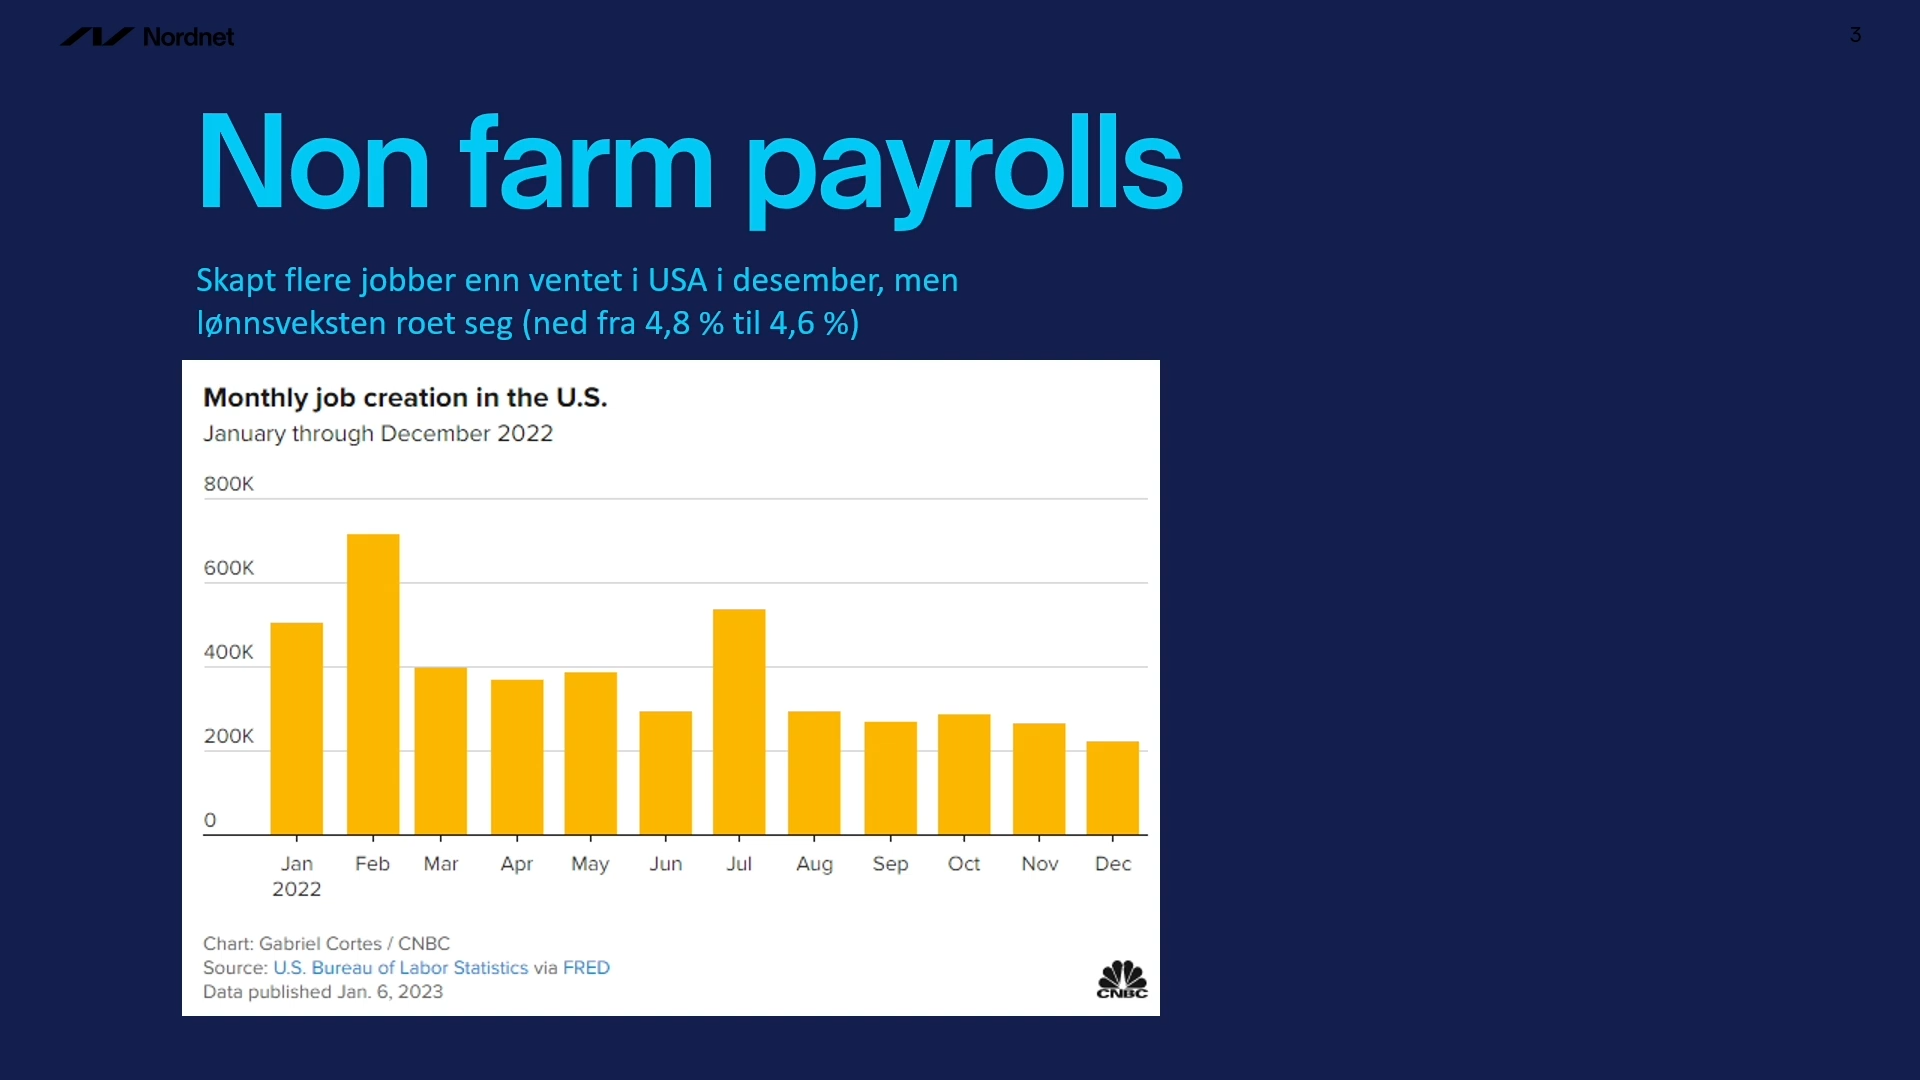 Nordnet
3
Non farm payrolls
Skapt flere jobber enn ventet i USA i desember, men
lønnsveksten roet seg (ned fra 4,8 % til 4,6 %)
Monthly job creation in the U.S.
January through December 2022
800K
600K
400K
200K
0
Jan Feb Mar Apr May Jun Jul Aug Sep Oct Nov Dec
2022
Chart: Gabriel Cortes / CNBC
Source: U.S. Bureau of Labor Statistics via FRED
Data published Jan. 6, 2023
CNBC